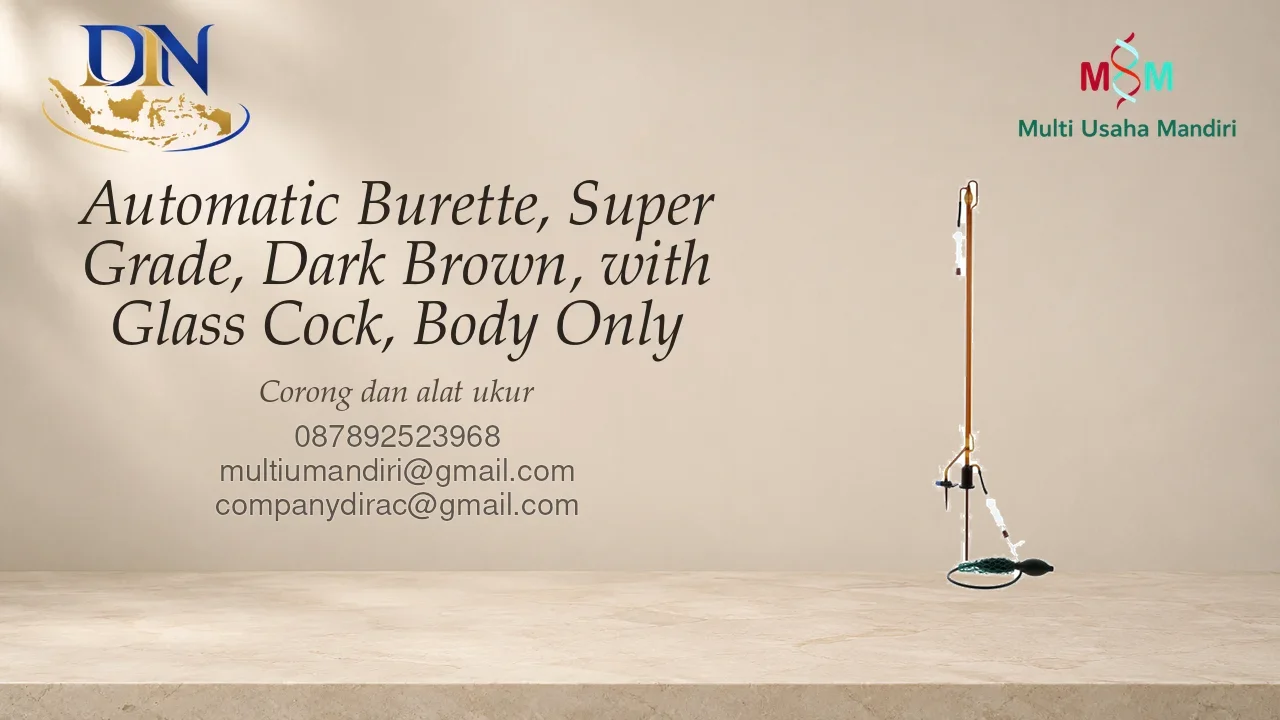 DIN
M M
Multi Usaha Mandiri
Automatic Burette, Super
Grade, Dark Brown, with
Glass Cock, Body Only
Corong dan alat ukur
087892523968
multiumandiri@gmail.com
companydirac@gmail.com